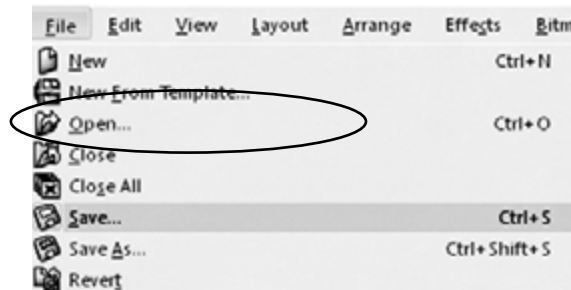 File Edit View Layout Arrange Effects Bitm
New Ctrl+N
New From Template...
Open... Ctrl+O
Close
Close All
Save... Ctrl+S
Save As... Ctrl+Shift+S
Revert